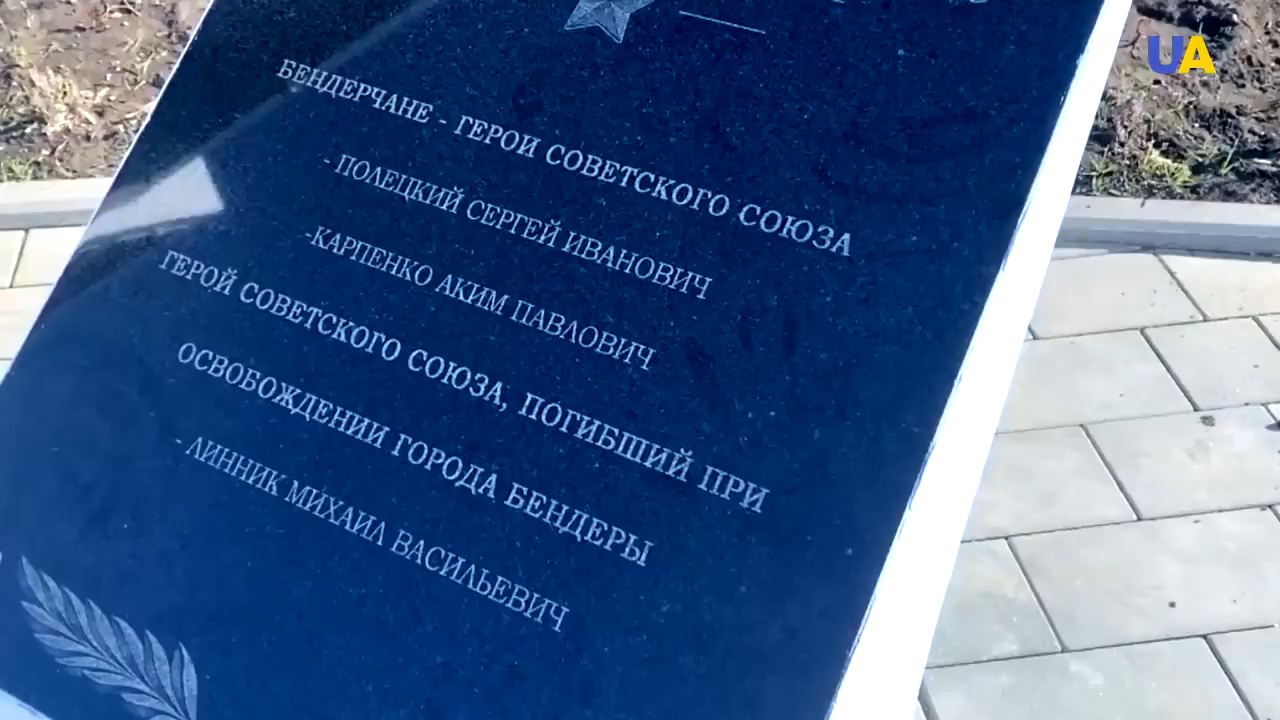 UA
БЕНДЕРЧАНЕ - ГЕРОИ СОВЕТСКОГО СОЮЗА
- ПОЛЕЦКИЙ СЕРГЕЙ ИВАНОВИЧ
-КАРПЕНКО АКИМ ПАВЛОВИЧ
ГЕРОЙ СОВЕТСКОГО СОЮЗА, ПОГИБШИЙ ПРИ
ОСВОБОЖДЕНИИ ГОРОДА БЕНДЕРЫ
- ЛИННИК МИХАИЛ ВАСИЛЬЕВИЧ